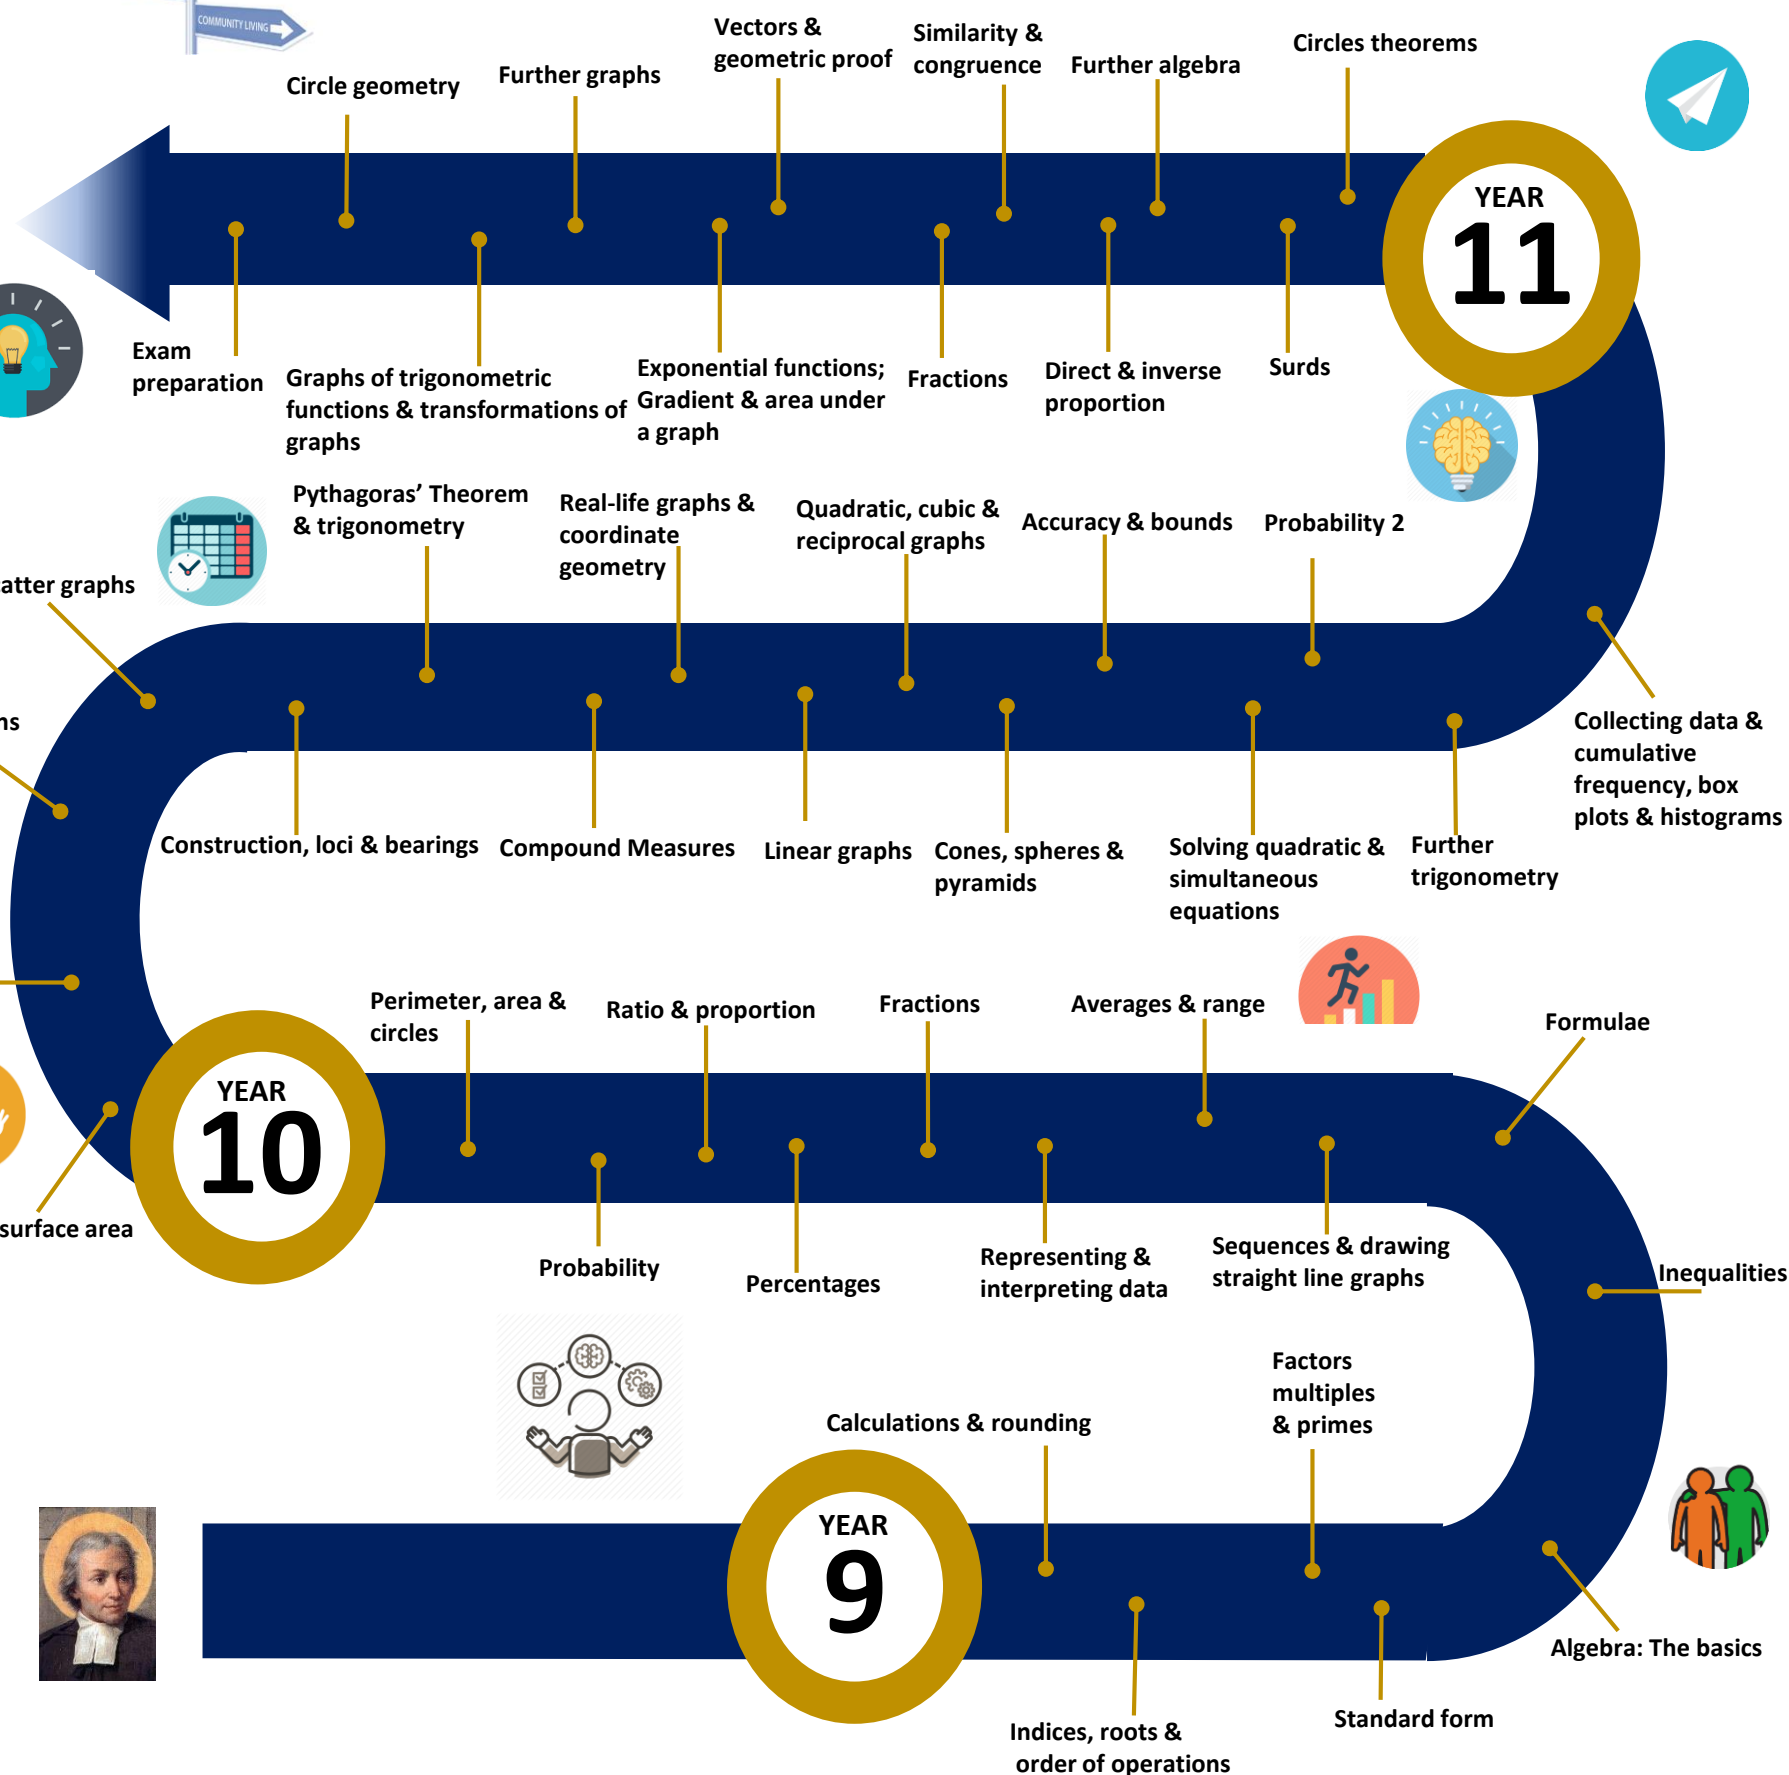 COMMUNITY LIVING
Vectors &
geometric proof
Similarity &
congruence
Circles theorems
Further algebra
Further graphs
Circle geometry
YEAR
11
Exam
preparation
Graphs of trigonometric
functions & transformations of
graphs
Exponential functions;
Gradient & area under
a graph
Fractions
Direct & inverse
proportion
Surds
Pythagoras’ Theorem
& trigonometry
Real-life graphs &
coordinate
geometry
Quadratic, cubic &
reciprocal graphs
Accuracy & bounds
Probability 2
atter graphs
ns
Collecting data &
cumulative
frequency, box
plots & histograms
Construction, loci & bearings
Compound Measures
Linear graphs
Cones, spheres &
pyramids
Solving quadratic &
simultaneous
equations
Further
trigonometry
Perimeter, area &
circles
Ratio & proportion
Fractions
Averages & range
Formulae
YEAR
10
surface area
Probability
Percentages
Representing &
interpreting data
Sequences & drawing
straight line graphs
Inequalities
Factors
multiples
& primes
Calculations & rounding
YEAR
9
Algebra: The basics
Standard form
Indices, roots &
order of operations